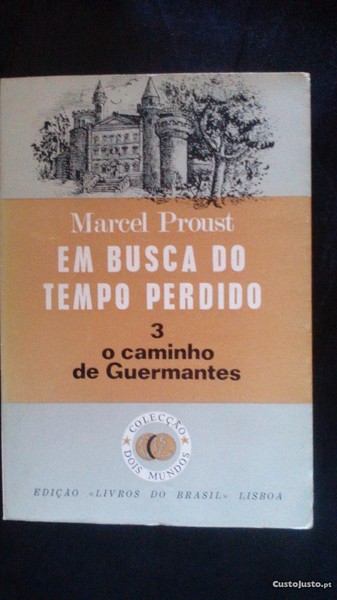 Marcel Proust
EM BUSCA DO
TEMPO PERDIDO
3
o caminho
de Guermantes
COLECÇÃO
DOIS MUNDOS
EDIÇÃO «LIVROS DO BRASIL» LISBOA
CustoJusto.pt